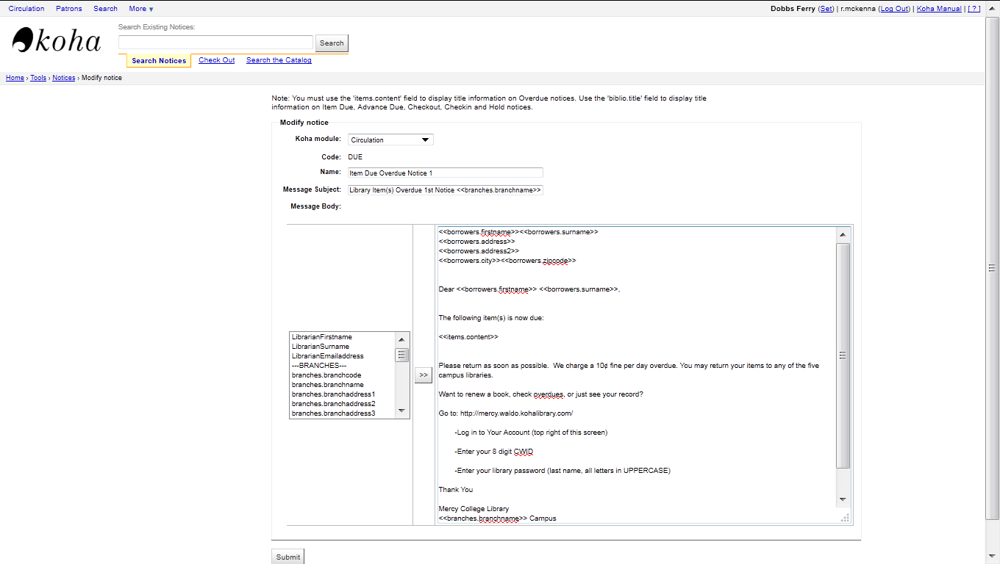 Circulation Patrons Search More ▼ Dobbs Ferry (Set) | r.mckenna (Log Out) | Koha Manual | [ ? ]
koha
Search Existing Notices:
Search
Search Notices Check Out Search the Catalog
Home › Tools › Notices › Modify notice
Note: You must use the 'items.content' field to display title information on Overdue notices. Use the 'biblio.title' field to display title
information on Item Due, Advance Due, Checkout, Checkin and Hold notices.
Modify notice
Koha module: Circulation
Code: DUE
Name: Item Due Overdue Notice 1
Message Subject: Library Item(s) Overdue 1st Notice <<branches.branchname>>
Message Body:
LibrarianFirstname
LibrarianSurname
LibrarianEmailaddress
---BRANCHES---
branches.branchcode
branches.branchname
branches.branchaddress1
branches.branchaddress2
branches.branchaddress3
>>
<<borrowers.firstname>><<borrowers.surname>>
<<borrowers.address>>
<<borrowers.address2>>
<<borrowers.city>><<borrowers.zipcode>>
Dear <<borrowers.firstname>> <<borrowers.surname>>,
The following item(s) is now due:
<<items.content>>
Please return as soon as possible.  We charge a 10¢ fine per day overdue. You may return your items to any of the five
campus libraries.
Want to renew a book, check overdues, or just see your record?
Go to: http://mercy.waldo.kohalibrary.com/
-Log in to Your Account (top right of this screen)
-Enter your 8 digit CWID
-Enter your library password (last name, all letters in UPPERCASE)
Thank You
Mercy College Library
<<branches.branchname>> Campus
Submit